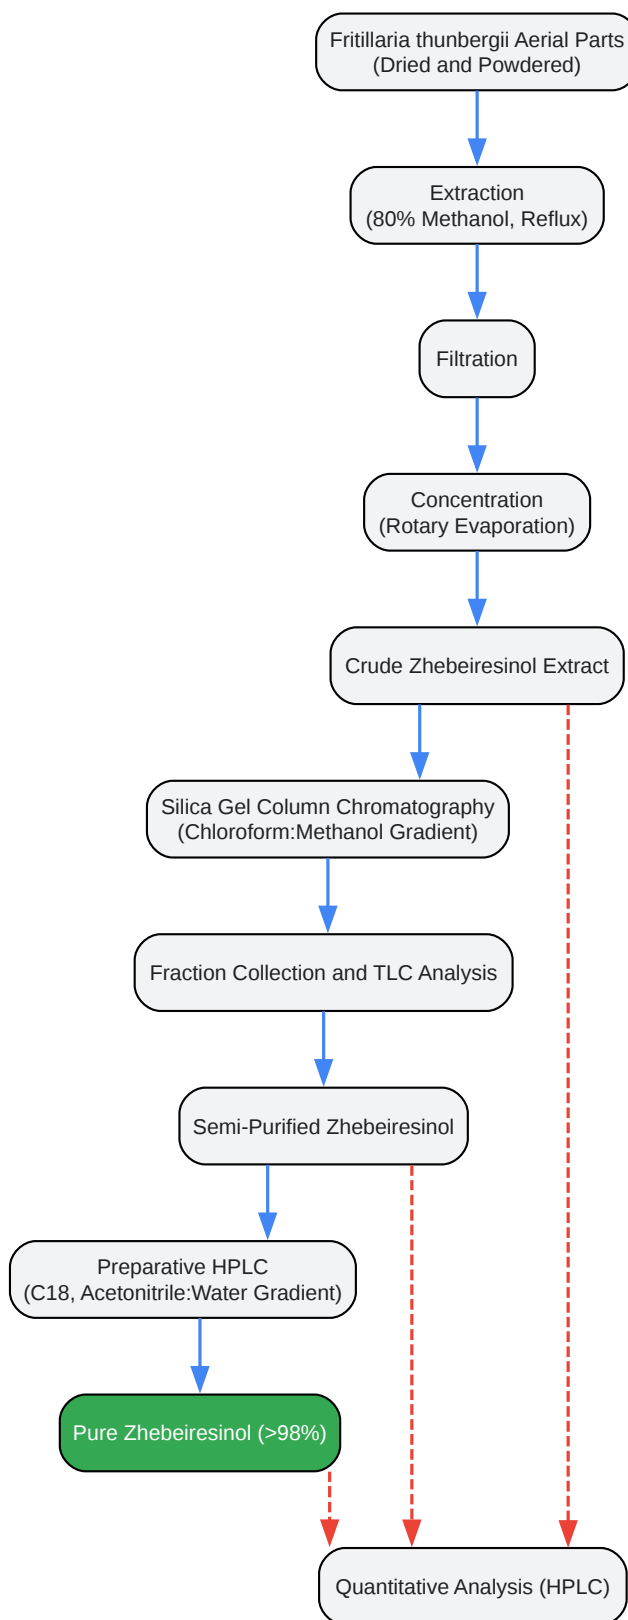 Fritillaria thunbergii Aerial Parts
(Dried and Powdered)
Extraction
(80% Methanol, Reflux)
Filtration
Concentration
(Rotary Evaporation)
Crude Zhebeiresinol Extract
Silica Gel Column Chromatography
(Chloroform:Methanol Gradient)
Fraction Collection and TLC Analysis
Semi-Purified Zhebeiresinol
Preparative HPLC
(C18, Acetonitrile:Water Gradient)
Pure Zhebeiresinol (>98%)
Quantitative Analysis (HPLC)